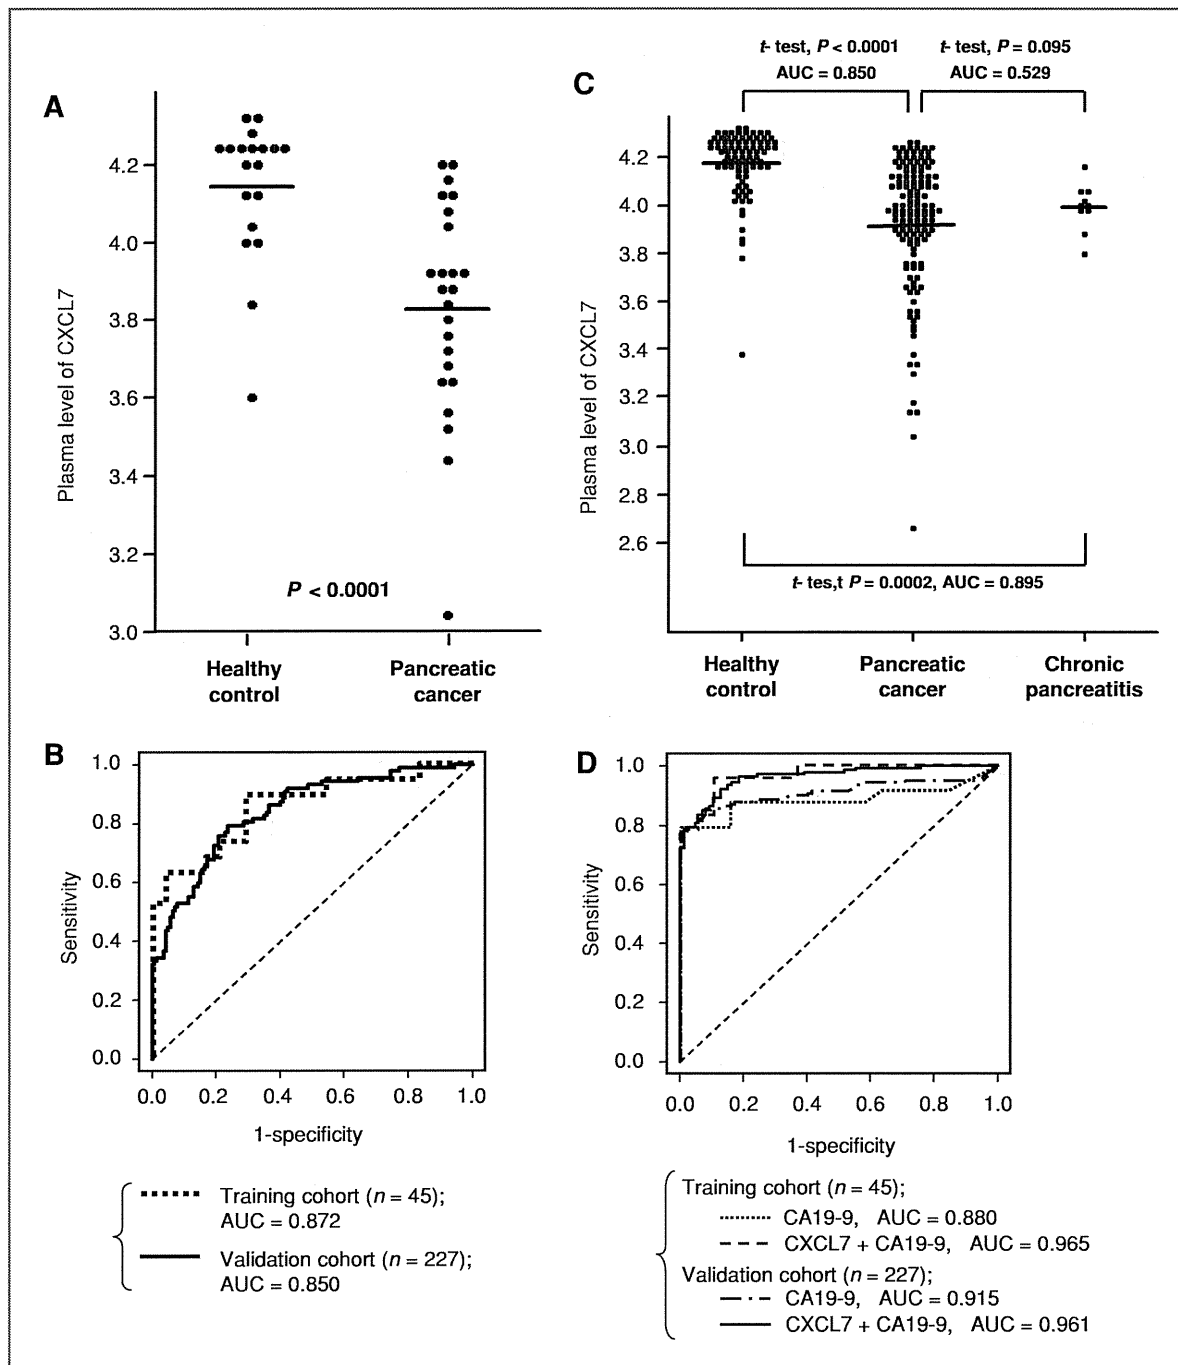 A
Plasma level of CXCL7
4.2
4.0
3.8
3.6
3.4
3.2
3.0
P < 0.0001
Healthy
control
Pancreatic
cancer
C
t- test, P < 0.0001
AUC = 0.850
t- test, P = 0.095
AUC = 0.529
Plasma level of CXCL7
4.2
4.0
3.8
3.6
3.4
3.2
3.0
2.8
2.6
t- tes,t P = 0.0002, AUC = 0.895
Healthy
control
Pancreatic
cancer
Chronic
pancreatitis
B
Sensitivity
1.0
0.8
0.6
0.4
0.2
0.0
0.0 0.2 0.4 0.6 0.8 1.0
1-specificity
Training cohort (n = 45);
AUC = 0.872
Validation cohort (n = 227);
AUC = 0.850
D
Sensitivity
1.0
0.8
0.6
0.4
0.2
0.0
0.0 0.2 0.4 0.6 0.8 1.0
1-specificity
Training cohort (n = 45);
CA19-9, AUC = 0.880
CXCL7 + CA19-9, AUC = 0.965
Validation cohort (n = 227);
CA19-9, AUC = 0.915
CXCL7 + CA19-9, AUC = 0.961